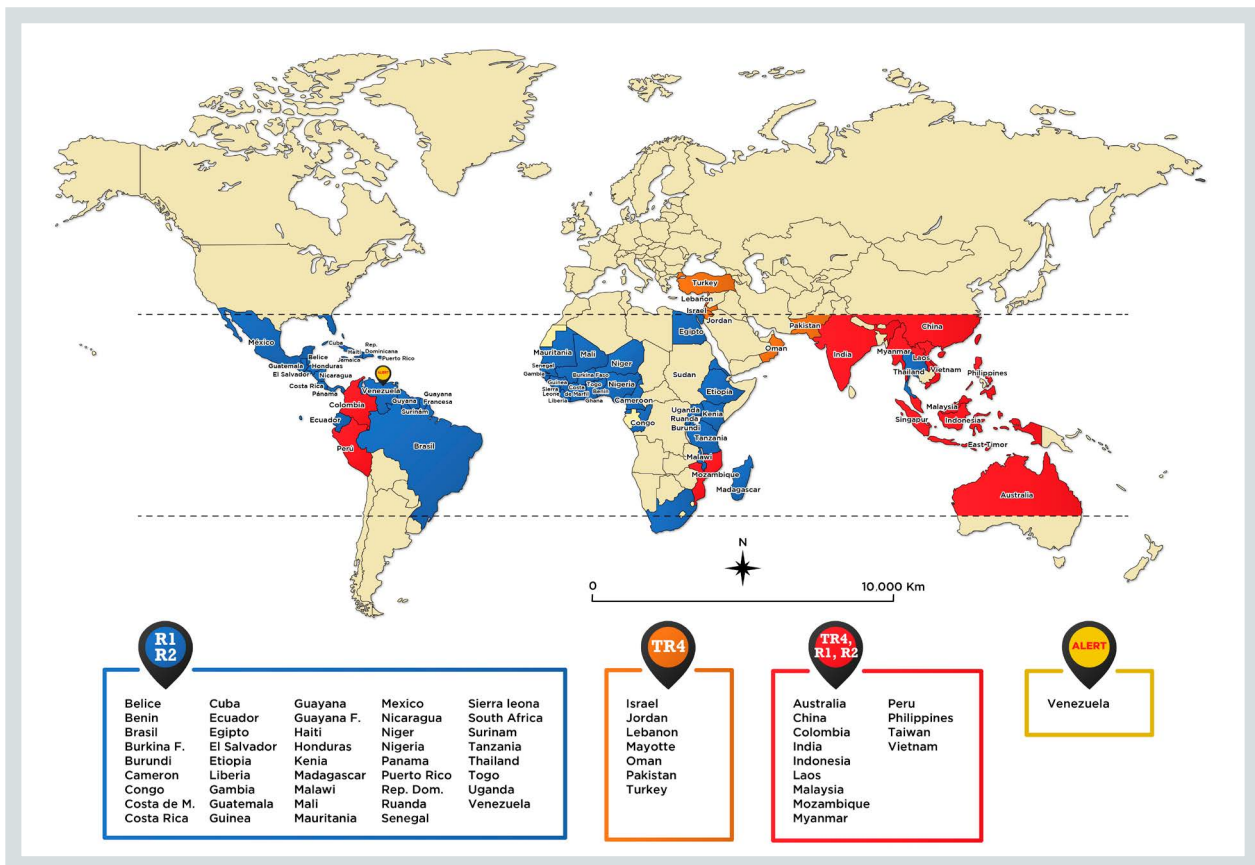 Turkey
Lebanon
Israel
Jordan
Egipto
Pakistan
Oman
China
India
Myanmar
Laos
Vietnam
Thailand
Philippines
Malaysia
Singapur
Indonesia
East-Timor
Australia
México
Cuba
Rep.
Dominicana
Haiti
Jamaica
Puerto Rico
Belice
Guatemala
Honduras
El Salvador
Nicaragua
Costa Rica
Pánama
ALERT
Venezuela
Guayana
Francesa
Guyana
Surinám
Colombia
Ecuador
Perú
Brasil
Mauritania
Mali
Niger
Senegal
Gambia
Burkina Faso
Guinea
Sierra
Leone
Costa
de Marfil
Togo
Benin
Nigeria
Liberia
Ghana
Cameroon
Sudan
Etiopia
Congo
Uganda
Ruanda
Burundi
Kenia
Tanzania
Malawi
Mozambique
Madagascar
N
0
10,000 Km
R1
R2
Belice
Benin
Brasil
Burkina F.
Burundi
Cameron
Congo
Costa de M.
Costa Rica
Cuba
Ecuador
Egipto
El Salvador
Etiopia
Liberia
Gambia
Guatemala
Guinea
Guayana
Guayana F.
Haiti
Honduras
Kenia
Madagascar
Malawi
Mali
Mauritania
Mexico
Nicaragua
Niger
Nigeria
Panama
Puerto Rico
Rep. Dom.
Ruanda
Senegal
Sierra leona
South Africa
Surinam
Tanzania
Thailand
Togo
Uganda
Venezuela
TR4
Israel
Jordan
Lebanon
Mayotte
Oman
Pakistan
Turkey
TR4,
R1, R2
Australia
China
Colombia
India
Indonesia
Laos
Malaysia
Mozambique
Myanmar
Peru
Philippines
Taiwan
Vietnam
ALERT
Venezuela